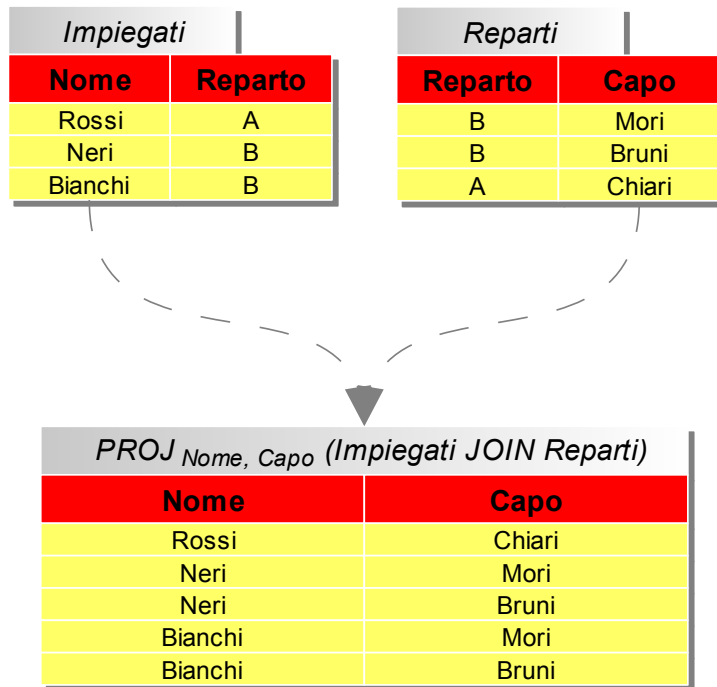 Impiegati
Nome Reparto
Rossi A
Neri B
Bianchi B
Reparti
Reparto Capo
B Mori
B Bruni
A Chiari
PROJ Nome, Capo (Impiegati JOIN Reparti)
Nome Capo
Rossi Chiari
Neri Mori
Neri Bruni
Bianchi Mori
Bianchi Bruni